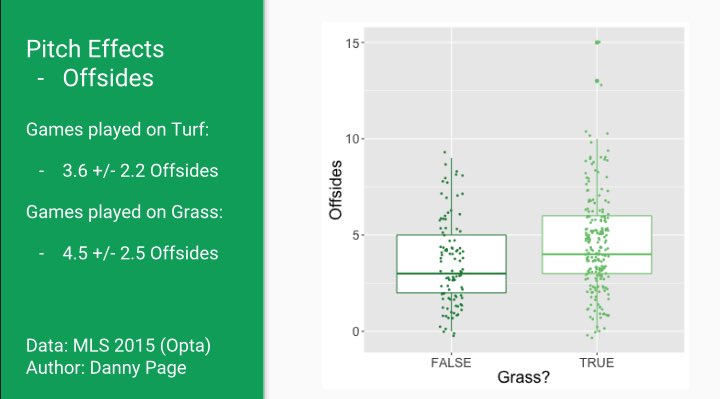 Pitch Effects
- Offsides
Games played on Turf:
- 3.6 +/- 2.2 Offsides
Games played on Grass:
- 4.5 +/- 2.5 Offsides
Data: MLS 2015 (Opta)
Author: Danny Page
Offsides
15
10
5
0
FALSE TRUE
Grass?